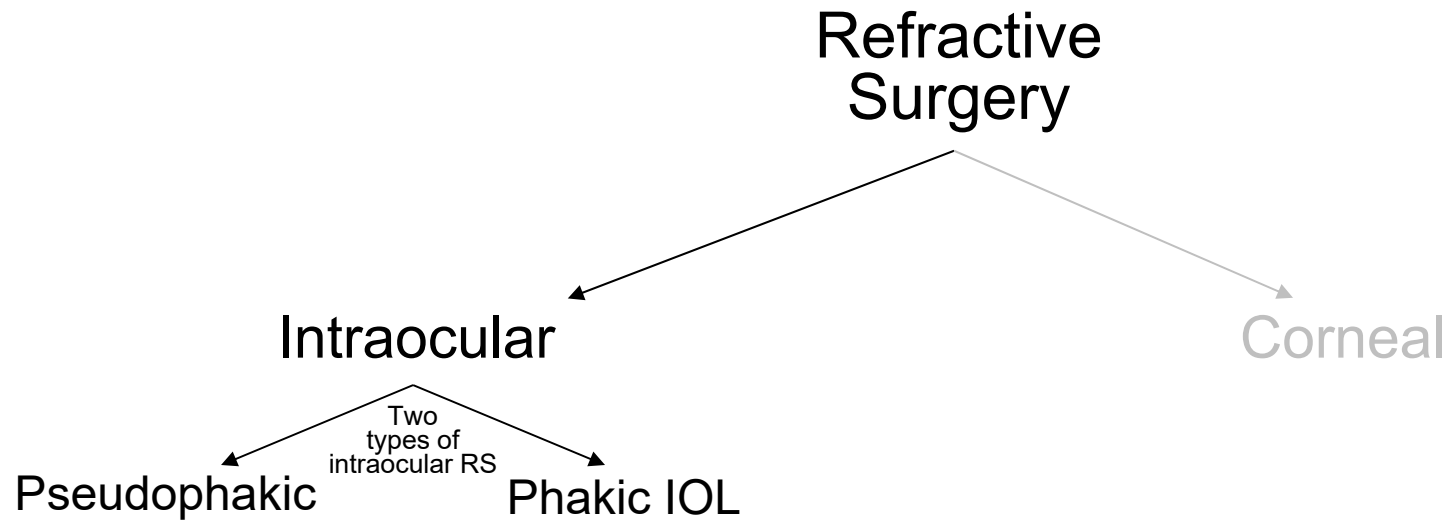 Refractive
Surgery
Intraocular
Corneal
Two
types of
intraocular RS
Pseudophakic
Phakic IOL